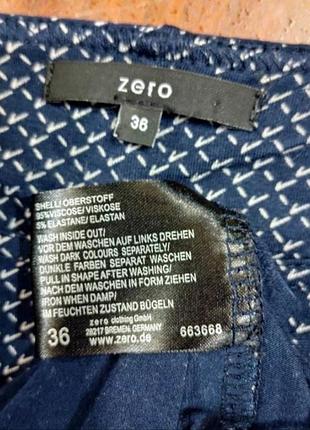 zero
36
SHELL/ OBERSTOFF
95%VISCOSE/ VISKOSE
5% ELASTANE/ ELASTAN
WASH INSIDE OUT/
VOR DEM WASCHEN AUF LINKS DREHEN
WASH DARK COLOURS SEPARATELY/
DUNKLE FARBEN SEPARAT WASCHEN
PULL IN SHAPE AFTER WASHING/
NACH DEM WASCHEN IN FORM ZIEHEN
IRON WHEN DAMP/
IM FEUCHTEN ZUSTAND BÜGELN
zero clothing GmbH
28217 BREMEN, GERMANY
www.zero.de
36
663668